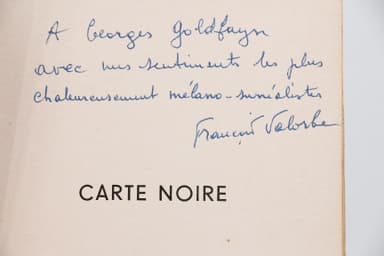 A Georges Goldfayn
avec mes sentiments les plus
chaleureusement mélano-surréalistes
François Valorbe
CARTE NOIRE